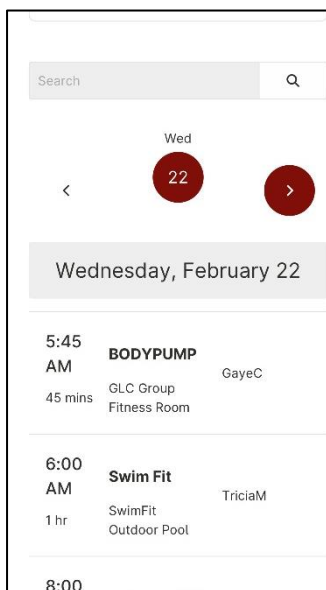 Search
Wed
22
Wednesday, February 22
5:45
AM
45 mins
BODYPUMP
GLC Group
Fitness Room
GayeC
6:00
AM
1 hr
Swim Fit
SwimFit
Outdoor Pool
TriciaM
8:00